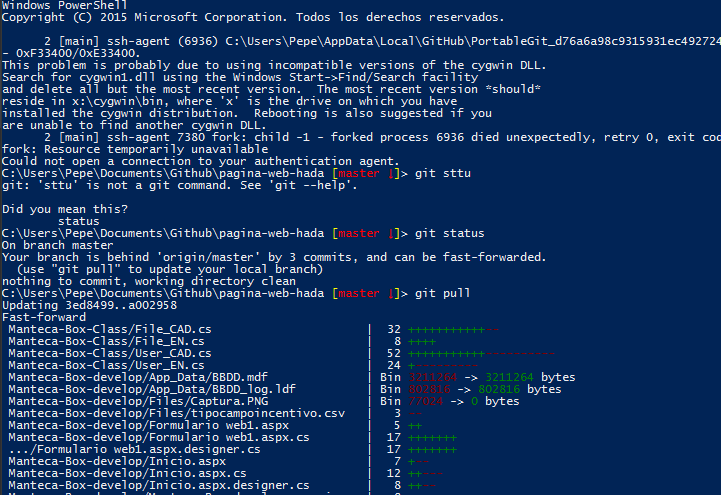 Windows PowerShell
Copyright (C) 2015 Microsoft Corporation. Todos los derechos reservados.
2 [main] ssh-agent (6936) C:\Users\Pepe\AppData\Local\GitHub\PortableGit_d76a6a98c9315931ec492724
- 0xF33400/0xE33400.
This problem is probably due to using incompatible versions of the cygwin DLL.
Search for cygwin1.dll using the Windows Start->Find/Search facility
and delete all but the most recent version.  The most recent version *should*
reside in x:\cygwin\bin, where 'x' is the drive on which you have
installed the cygwin distribution.  Rebooting is also suggested if you
are unable to find another cygwin DLL.
2 [main] ssh-agent 7380 fork: child -1 - forked process 6936 died unexpectedly, retry 0, exit cod
fork: Resource temporarily unavailable
Could not open a connection to your authentication agent.
C:\Users\Pepe\Documents\Github\pagina-web-hada [master ↓]> git sttu
git: 'sttu' is not a git command. See 'git --help'.
Did you mean this?
status
C:\Users\Pepe\Documents\Github\pagina-web-hada [master ↓]> git status
On branch master
Your branch is behind 'origin/master' by 3 commits, and can be fast-forwarded.
(use "git pull" to update your local branch)
nothing to commit, working directory clean
C:\Users\Pepe\Documents\Github\pagina-web-hada [master ↓]> git pull
Updating 3ed8499..a002958
Fast-forward
Manteca-Box-Class/File_CAD.cs | 32 +++++++++++--
Manteca-Box-Class/File_EN.cs | 8 ++++
Manteca-Box-Class/User_CAD.cs | 52 +++++++++++----------
Manteca-Box-Class/User_EN.cs | 24 +--------
Manteca-Box-develop/App_Data/BBDD.mdf | Bin 3211264 -> 3211264 bytes
Manteca-Box-develop/App_Data/BBDD_log.ldf | Bin 802816 -> 802816 bytes
Manteca-Box-develop/Files/Captura.PNG | Bin 77024 -> 0 bytes
Manteca-Box-develop/Files/tipocampoincentivo.csv | 3 --
Manteca-Box-develop/Formulario web1.aspx | 5 ++
Manteca-Box-develop/Formulario web1.aspx.cs | 17 +++++++
.../Formulario web1.aspx.designer.cs | 17 +++++++
Manteca-Box-develop/Inicio.aspx | 7 +--
Manteca-Box-develop/Inicio.aspx.cs | 12 ++---
Manteca-Box-develop/Inicio.aspx.designer.cs | 8 ++--